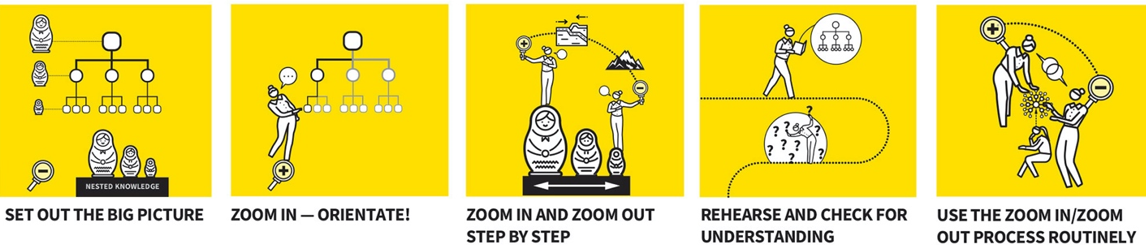 NESTED KNOWLEDGE
SET OUT THE BIG PICTURE
ZOOM IN — ORIENTATE!
ZOOM IN AND ZOOM OUT
STEP BY STEP
? ? ? ? ? ? ?
REHEARSE AND CHECK FOR
UNDERSTANDING
USE THE ZOOM IN/ZOOM
OUT PROCESS ROUTINELY